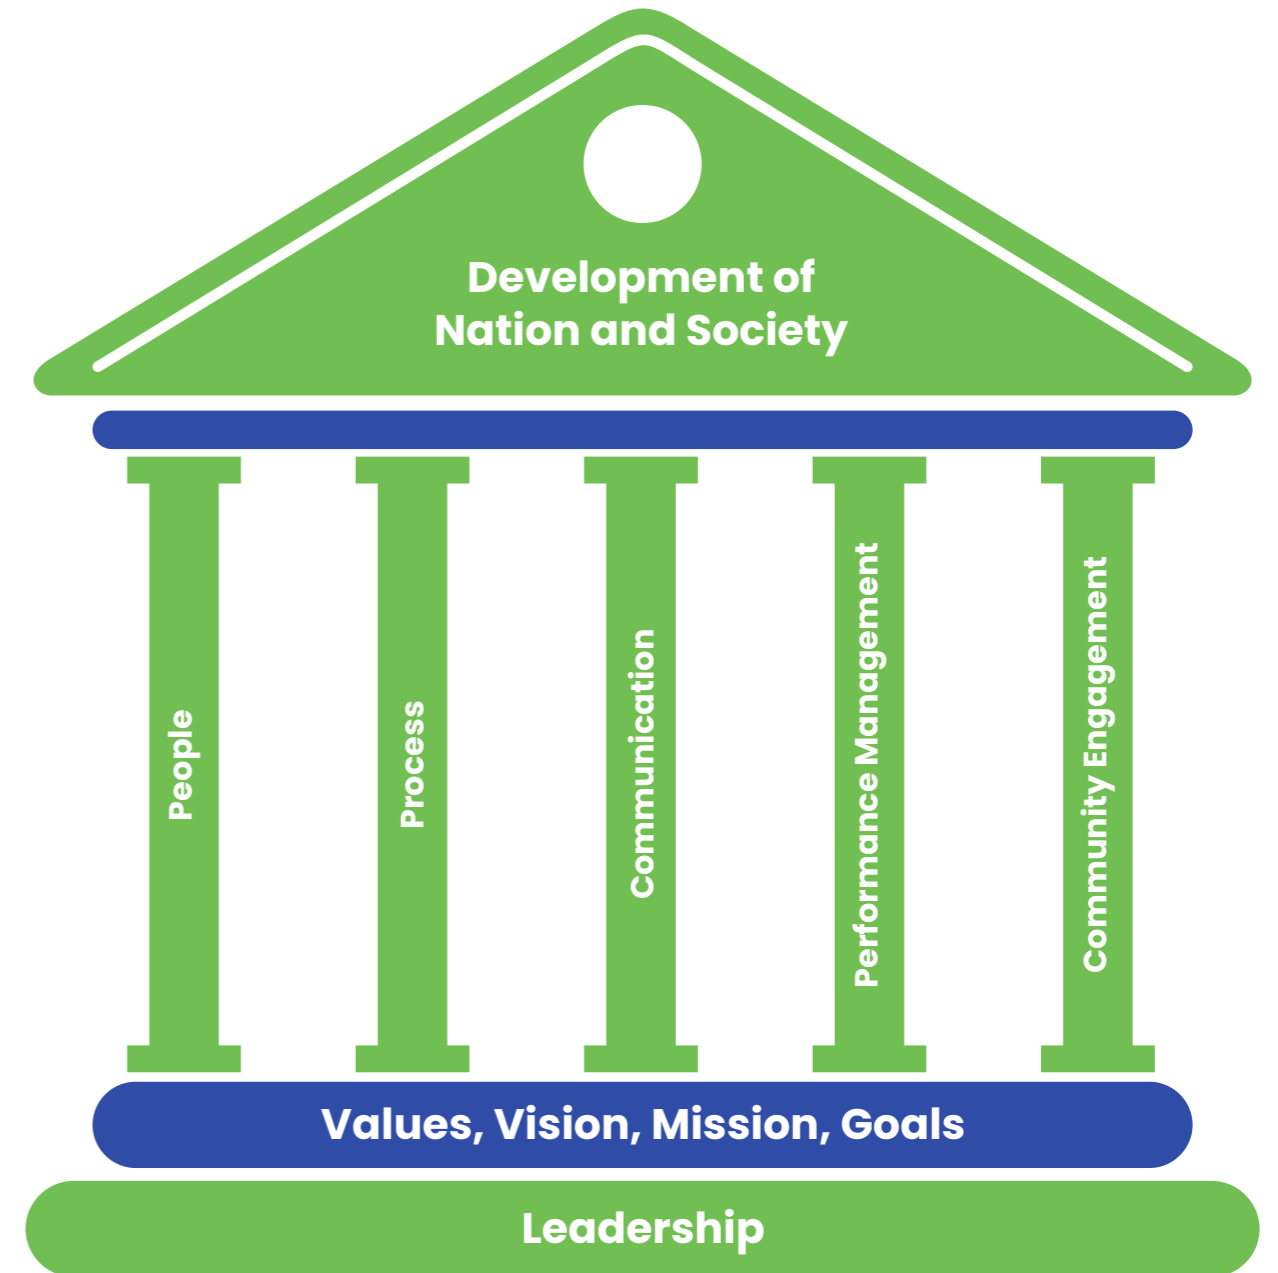 Development of
Nation and Society
People
Process
Communication
Performance Management
Community Engagement
Values, Vision, Mission, Goals
Leadership